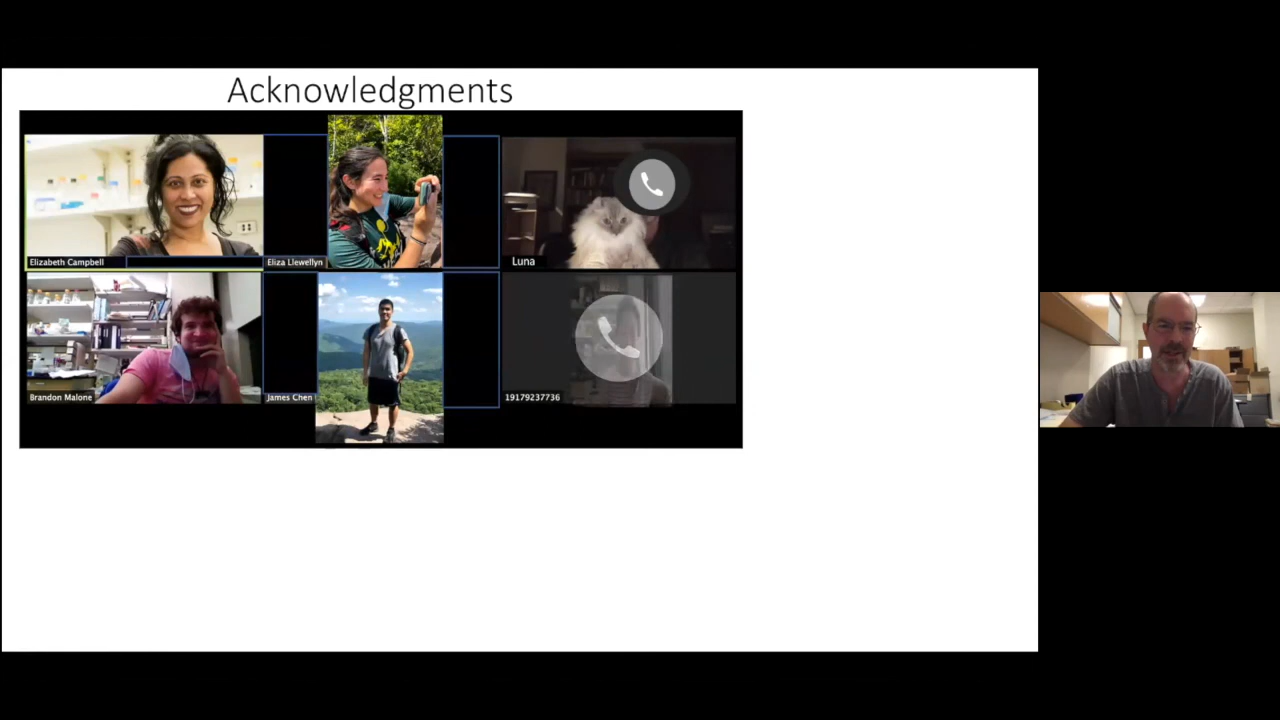 Acknowledgments
Elizabeth Campbell
Eliza Llewellyn
Luna
Brandon Malone
James Chen
19179237736